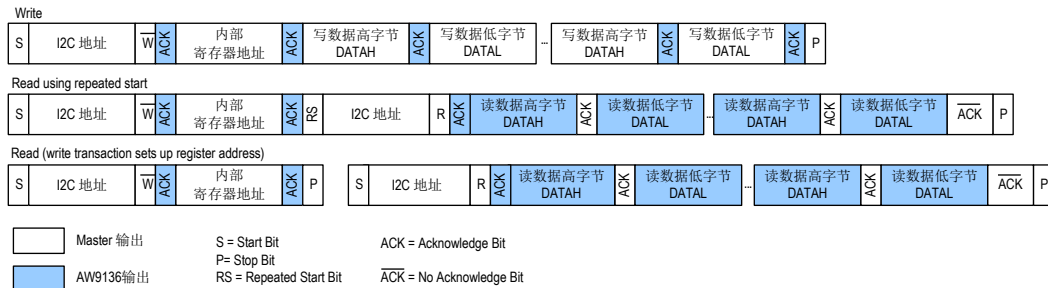 Write
S I2C 地址 W̅ ACK 内部 寄存器地址 ACK 写数据高字节 DATAH ACK 写数据低字节 DATAL ... 写数据高字节 DATAH ACK 写数据低字节 DATAL ACK P
Read using repeated start
S I2C 地址 W̅ ACK 内部 寄存器地址 ACK RS I2C 地址 R ACK 读数据高字节 DATAH ACK 读数据低字节 DATAL ... 读数据高字节 DATAH ACK 读数据低字节 DATAL A̅C̅K̅ P
Read (write transaction sets up register address)
S I2C 地址 W̅ ACK 内部 寄存器地址 ACK P S I2C 地址 R ACK 读数据高字节 DATAH ACK 读数据低字节 DATAL ... 读数据高字节 DATAH ACK 读数据低字节 DATAL A̅C̅K̅ P
Master 输出 S = Start Bit ACK = Acknowledge Bit
P= Stop Bit
AW9136输出 RS = Repeated Start Bit A̅C̅K̅ = No Acknowledge Bit